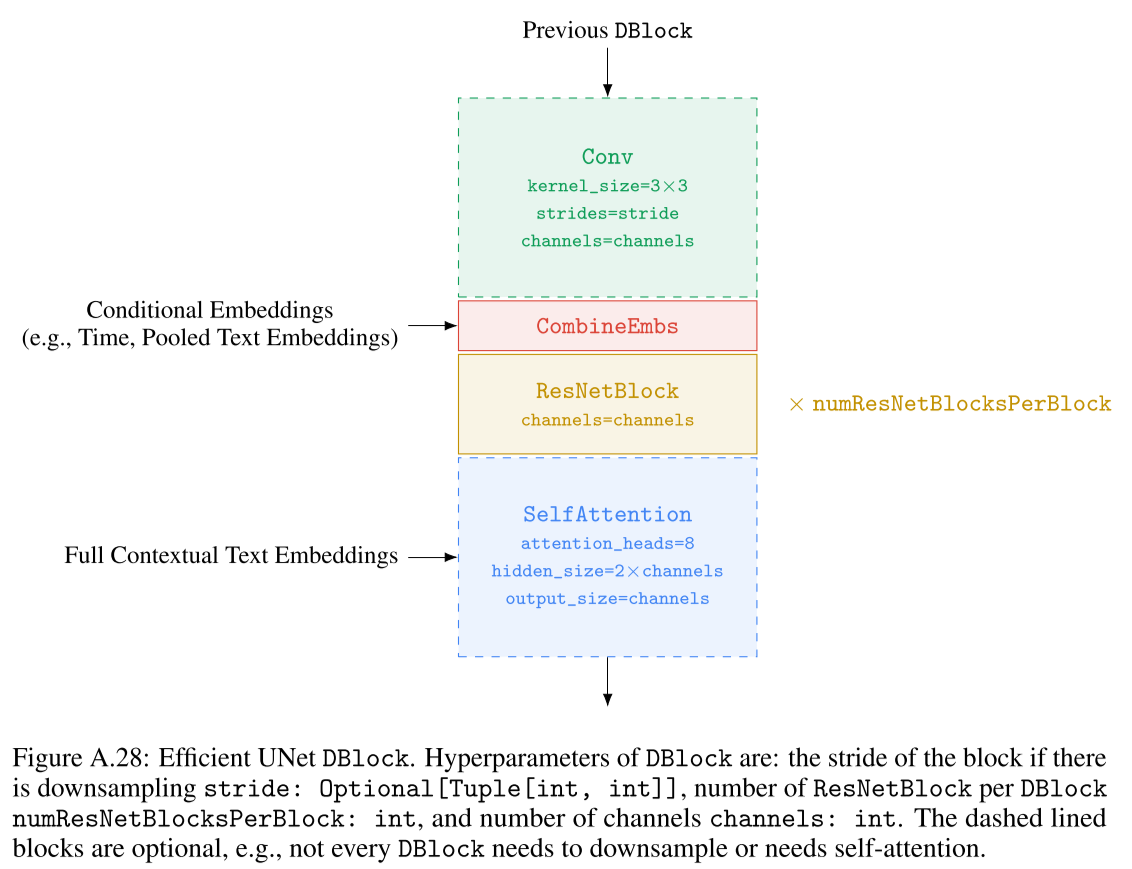 Previous DBlock
Conv
kernel_size=3×3
strides=stride
channels=channels
Conditional Embeddings
(e.g., Time, Pooled Text Embeddings)
CombineEmbs
ResNetBlock
channels=channels
× numResNetBlocksPerBlock
SelfAttention
attention_heads=8
hidden_size=2×channels
output_size=channels
Full Contextual Text Embeddings
Figure A.28: Efficient UNet DBlock. Hyperparameters of DBlock are: the stride of the block if there
is downsampling stride: Optional[Tuple[int, int]], number of ResNetBlock per DBlock
numResNetBlocksPerBlock: int, and number of channels channels: int. The dashed lined
blocks are optional, e.g., not every DBlock needs to downsample or needs self-attention.